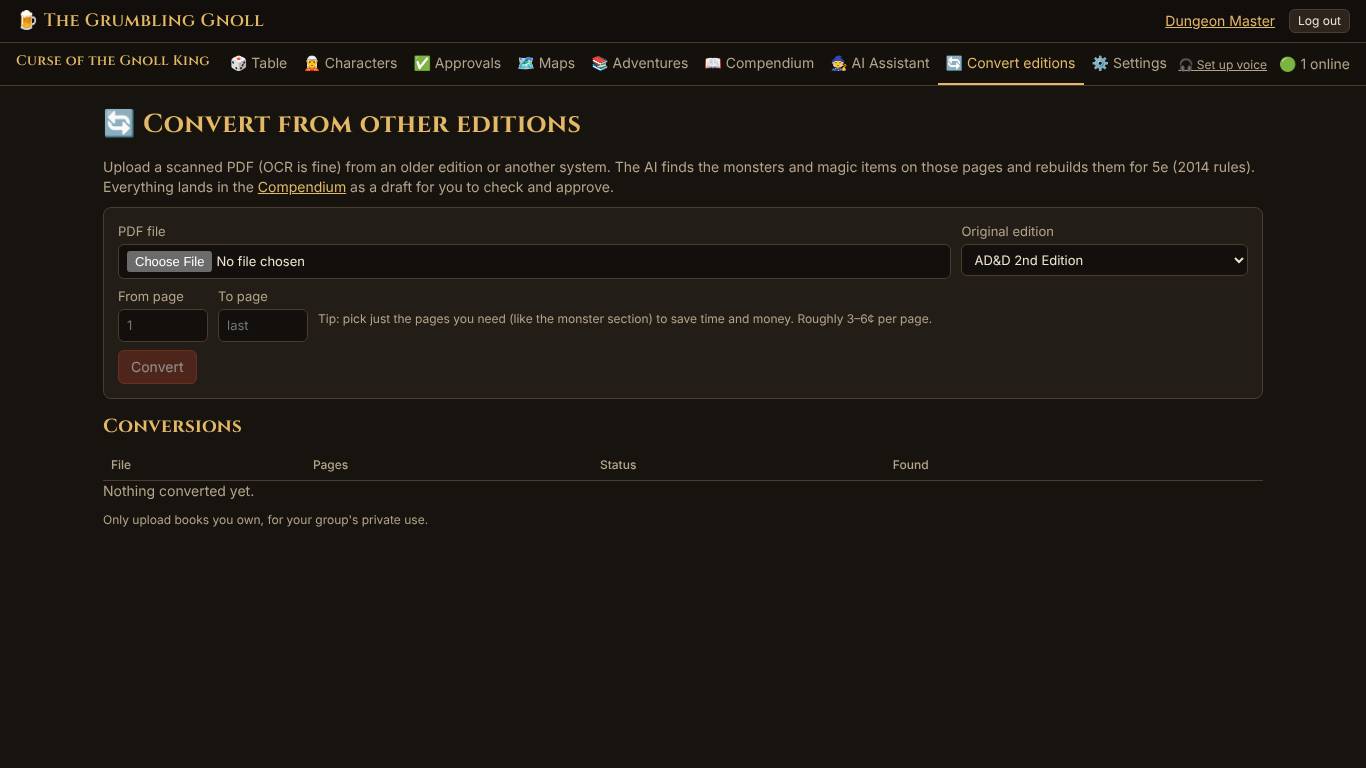 🍺 The Grumbling Gnoll
Dungeon Master
Log out
Curse of the Gnoll King
🎲 Table
🧝 Characters
✅ Approvals
🗺️ Maps
📚 Adventures
📖 Compendium
🧙 AI Assistant
🔄 Convert editions
⚙️ Settings
🎧 Set up voice
🟢 1 online
🔄 Convert from other editions
Upload a scanned PDF (OCR is fine) from an older edition or another system. The AI finds the monsters and magic items on those pages and rebuilds them for 5e (2014 rules).
Everything lands in the Compendium as a draft for you to check and approve.
PDF file
Original edition
Choose File No file chosen
AD&D 2nd Edition
From page
To page
1
last
Tip: pick just the pages you need (like the monster section) to save time and money. Roughly 3–6¢ per page.
Convert
Conversions
File
Pages
Status
Found
Nothing converted yet.
Only upload books you own, for your group's private use.